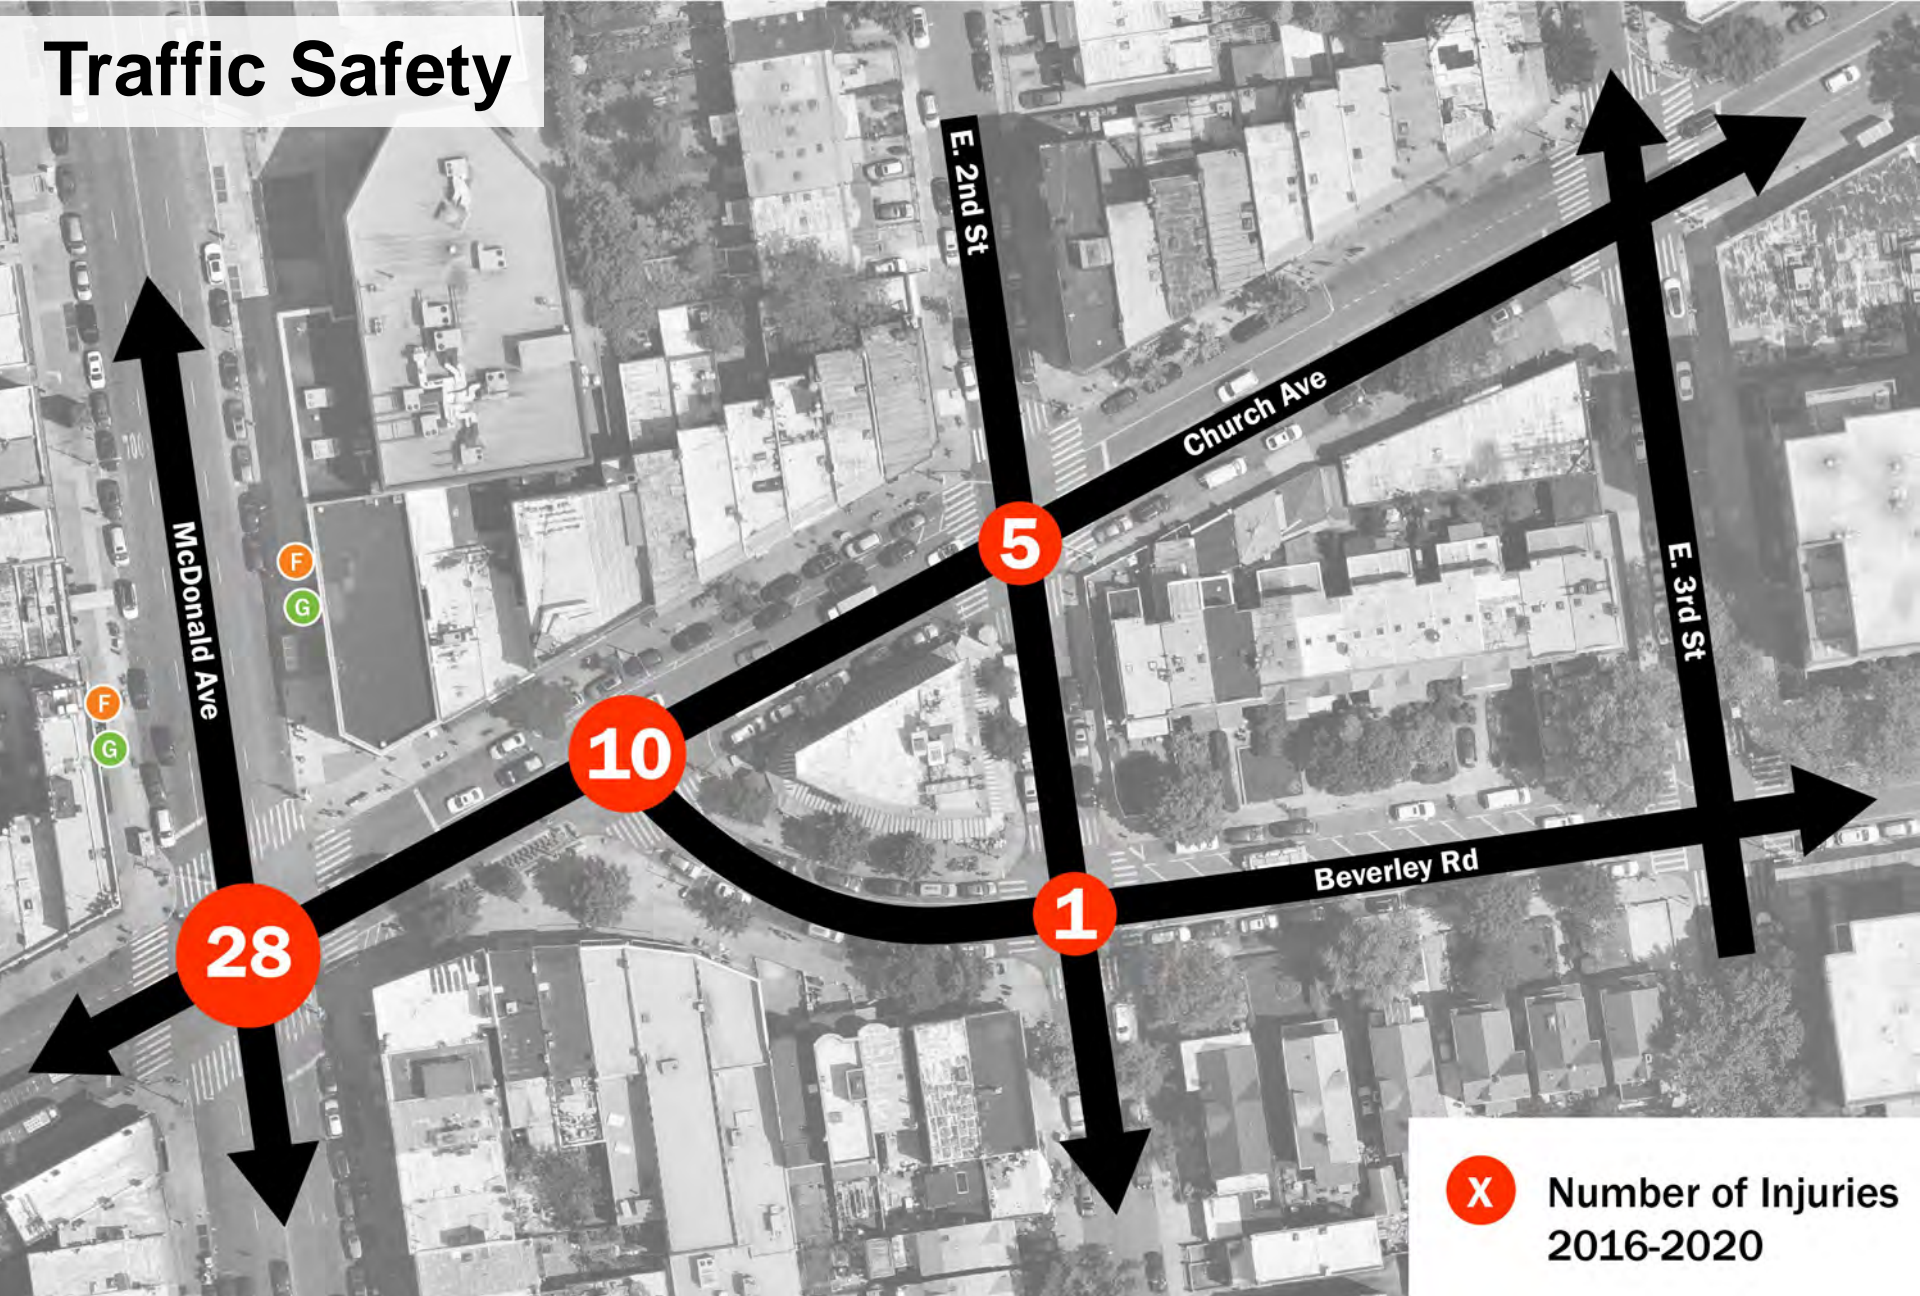 Traffic Safety
E. 2nd St
Church Ave
McDonald Ave
F
G
5
E. 3rd St
F
G
10
Beverley Rd
1
28
X
Number of Injuries
2016-2020